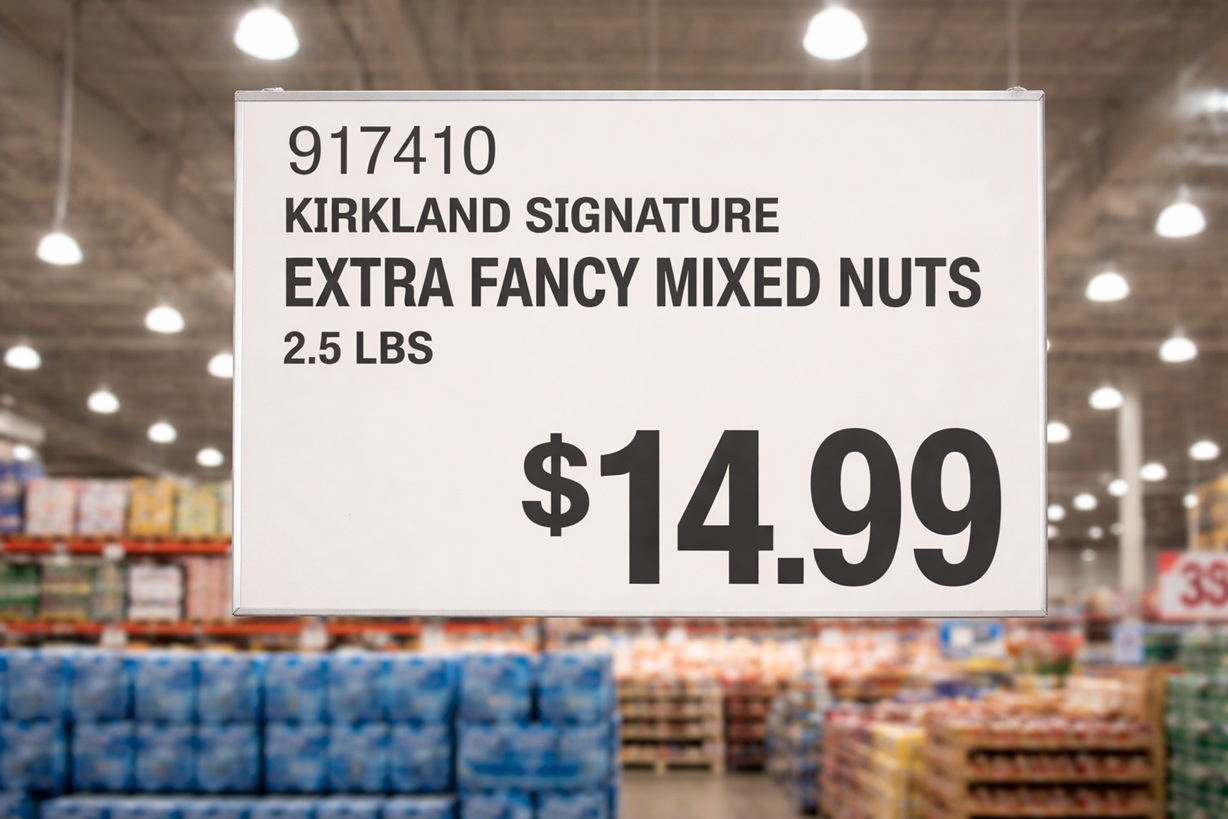 917410
KIRKLAND SIGNATURE
EXTRA FANCY MIXED NUTS
2.5 LBS
$14.99